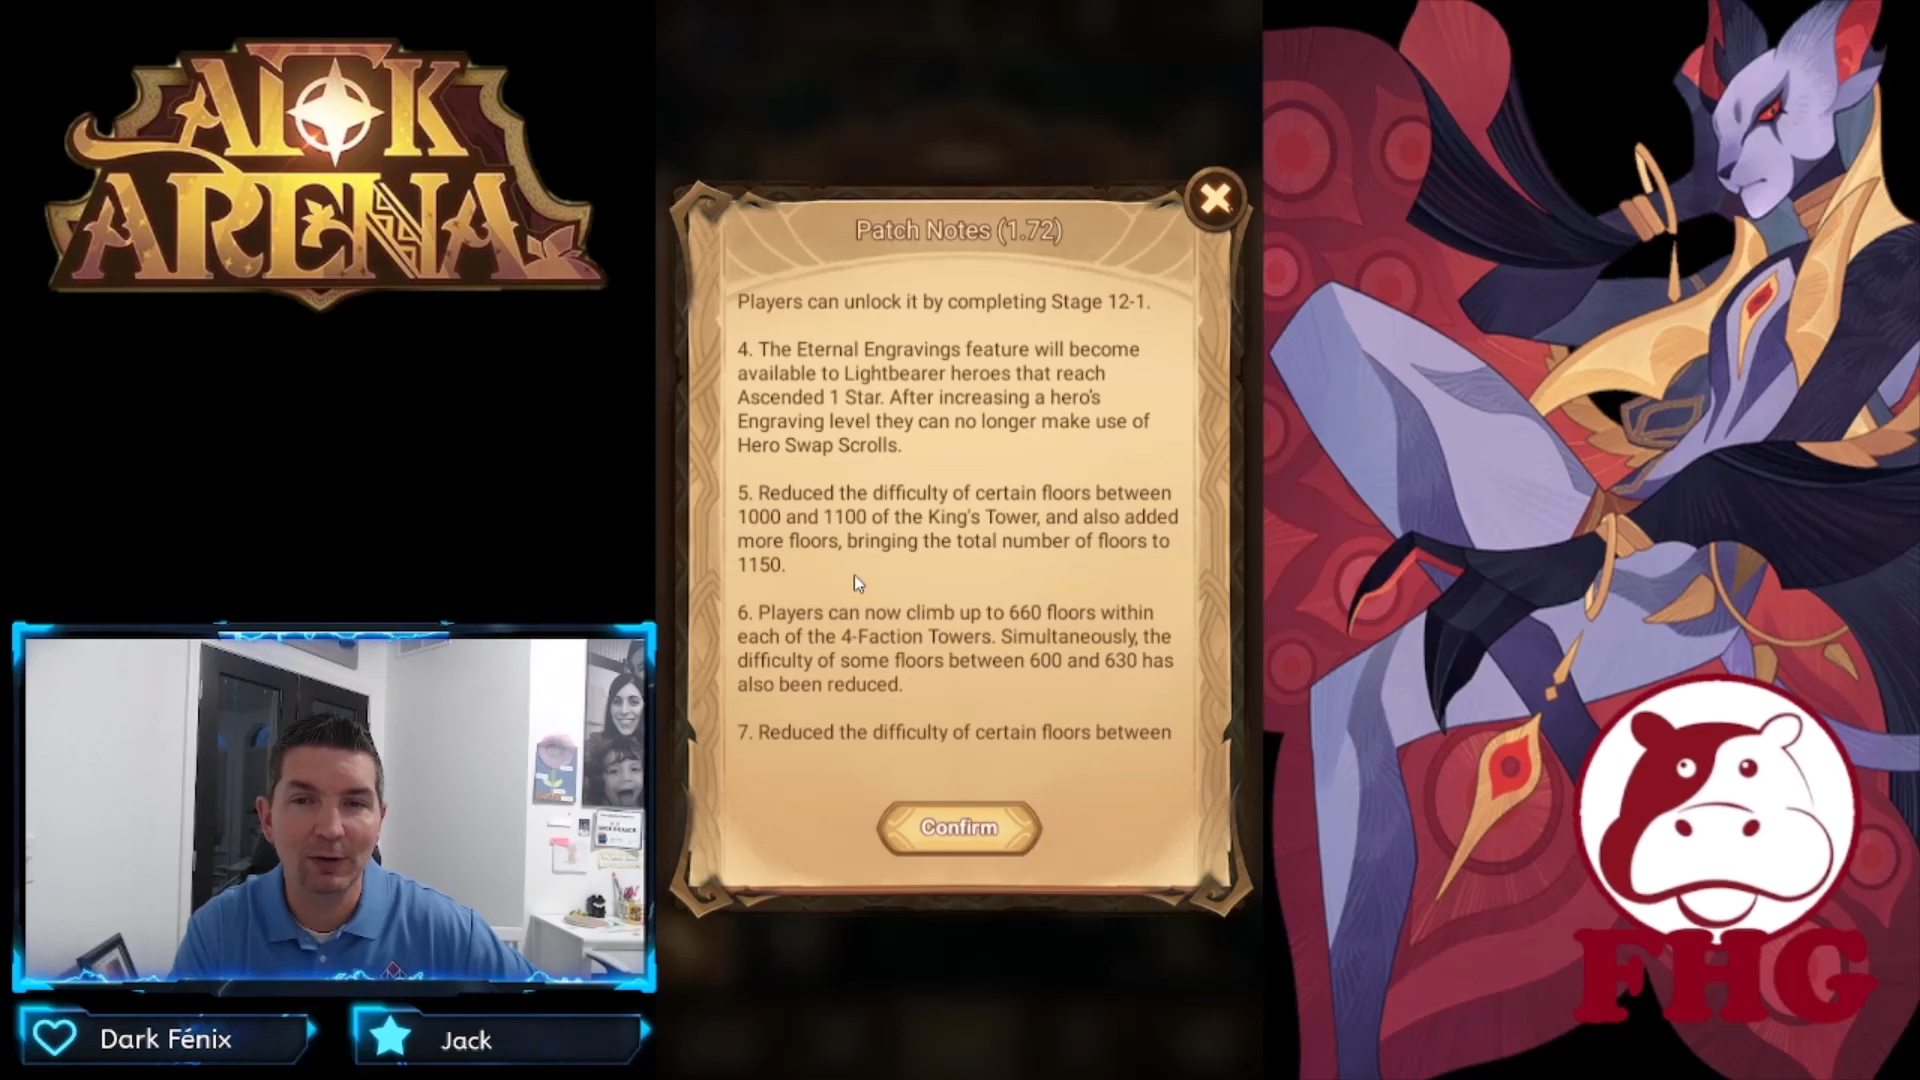 AFK
ARENA
Patch Notes (1.72)
Players can unlock it by completing Stage 12-1.
4. The Eternal Engravings feature will become
available to Lightbearer heroes that reach
Ascended 1 Star. After increasing a hero's
Engraving level they can no longer make use of
Hero Swap Scrolls.
5. Reduced the difficulty of certain floors between
1000 and 1100 of the King's Tower, and also added
more floors, bringing the total number of floors to
1150.
6. Players can now climb up to 660 floors within
each of the 4-Faction Towers. Simultaneously, the
difficulty of some floors between 600 and 630 has
also been reduced.
7. Reduced the difficulty of certain floors between
Confirm
Dark Fénix
Jack
FHG